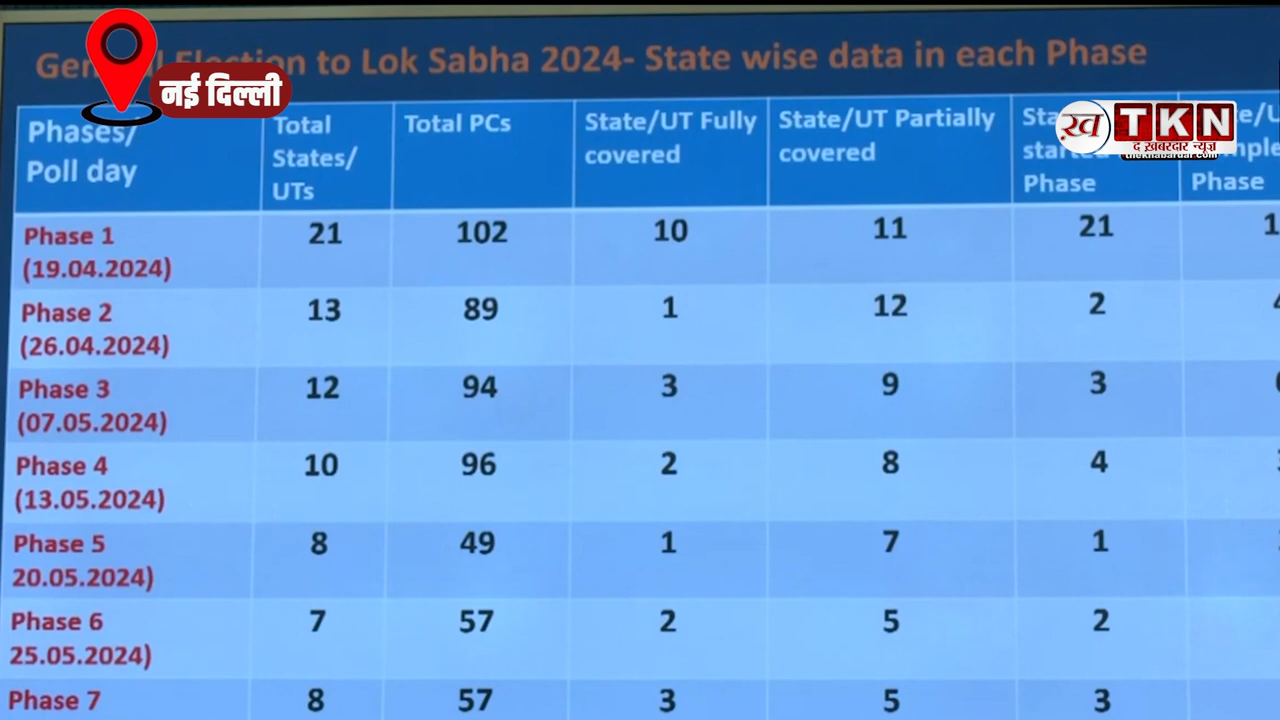 General Election to Lok Sabha 2024- State wise data in each Phase
नई दिल्ली
ख TKN
द ख़बरदार न्यूज़
thekhabardar.com
Phases/
Poll day
Total
States/
UTs
Total PCs
State/UT Fully
covered
State/UT Partially
covered
started
Phase
Phase
Phase 1
(19.04.2024)
21
102
10
11
21
Phase 2
(26.04.2024)
13
89
1
12
2
Phase 3
(07.05.2024)
12
94
3
9
3
Phase 4
(13.05.2024)
10
96
2
8
4
Phase 5
20.05.2024)
8
49
1
7
1
Phase 6
25.05.2024)
7
57
2
5
2
Phase 7
8
57
3
5
3